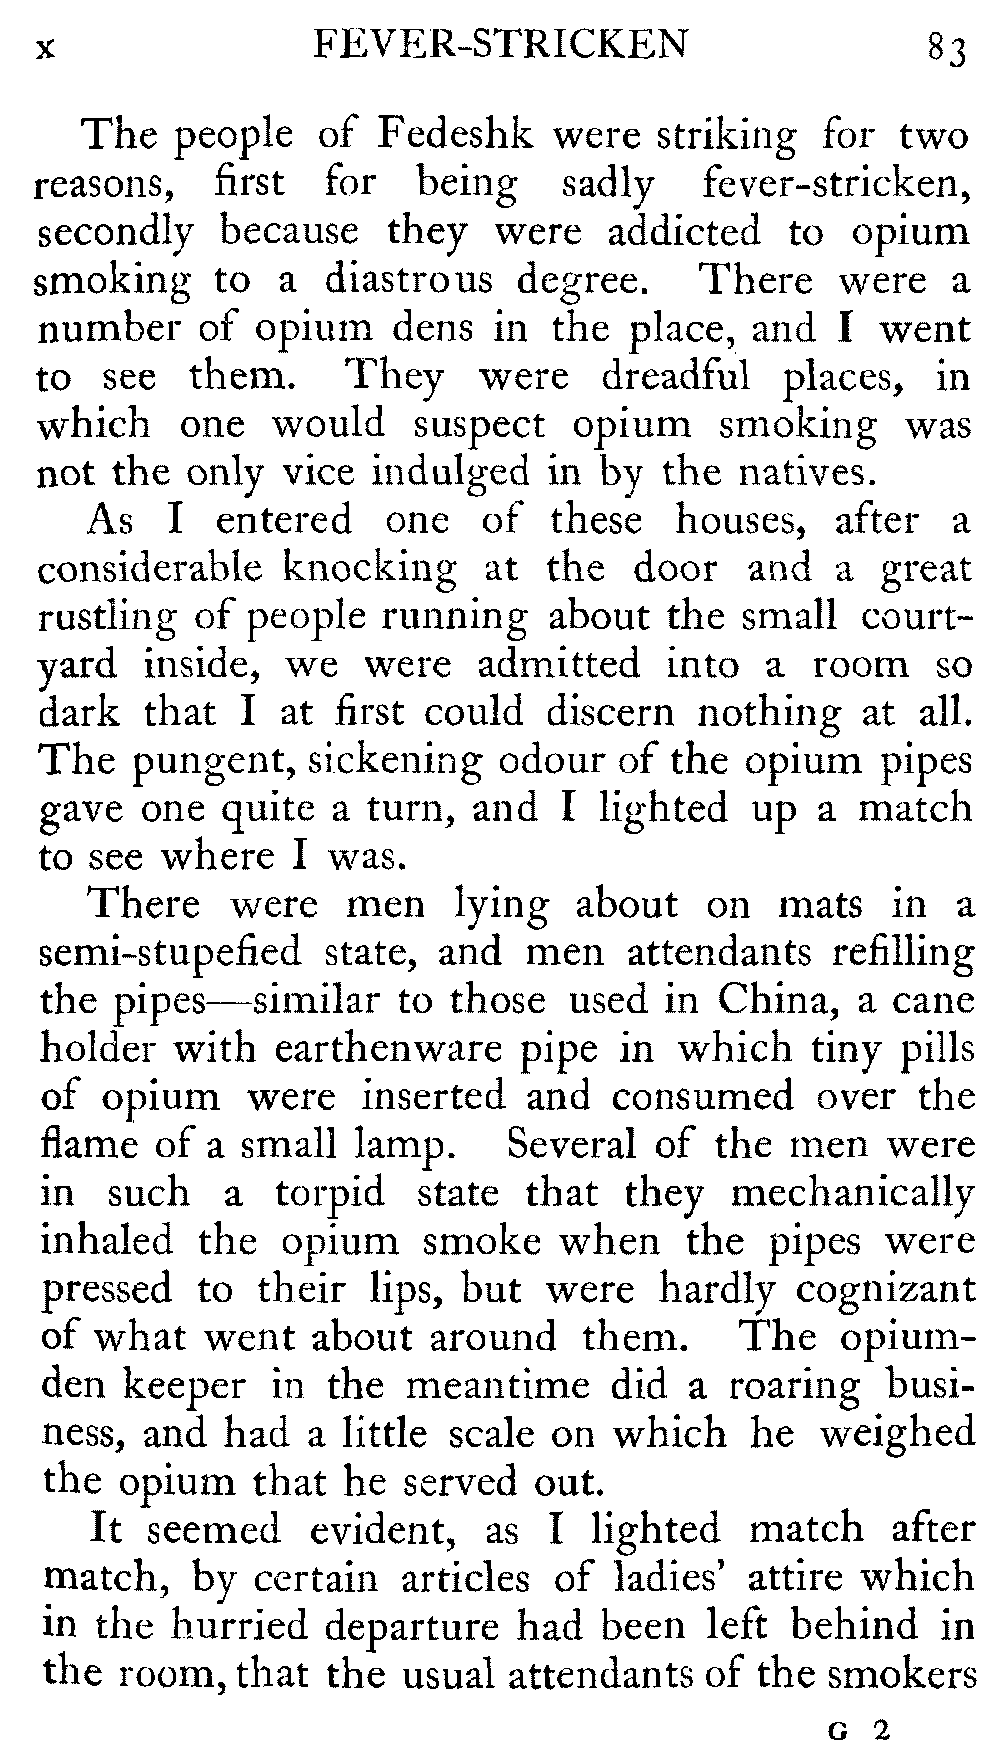 x FEVER-STRICKEN 83
The people of Fedeshk were striking for two
reasons, first for being sadly fever-stricken,
secondly because they were addicted to opium
smoking to a diastrous degree. There were a
number of opium dens in the place, and I went
to see them. They were dreadful places, in
which one would suspect opium smoking was
not the only vice indulged in by the natives.
As I entered one of these houses, after a
considerable knocking at the door and a great
rustling of people running about the small court-
yard inside, we were admitted into a room so
dark that I at first could discern nothing at all.
The pungent, sickening odour of the opium pipes
gave one quite a turn, and I lighted up a match
to see where I was.
There were men lying about on mats in a
semi-stupefied state, and men attendants refilling
the pipes—similar to those used in China, a cane
holder with earthenware pipe in which tiny pills
of opium were inserted and consumed over the
flame of a small lamp. Several of the men were
in such a torpid state that they mechanically
inhaled the opium smoke when the pipes were
pressed to their lips, but were hardly cognizant
of what went about around them. The opium-
den keeper in the meantime did a roaring busi-
ness, and had a little scale on which he weighed
the opium that he served out.
It seemed evident, as I lighted match after
match, by certain articles of ladies' attire which
in the hurried departure had been left behind in
the room, that the usual attendants of the smokers
G 2